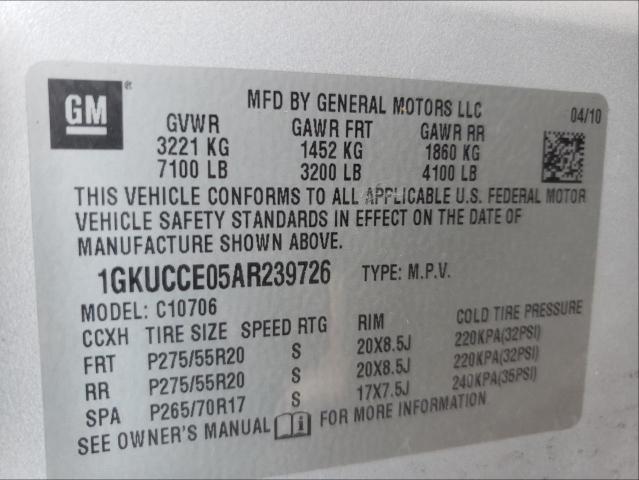 GM ®
MFD BY GENERAL MOTORS LLC 04/10
GVWR GAWR FRT GAWR RR
3221 KG 1452 KG 1860 KG
7100 LB 3200 LB 4100 LB
THIS VEHICLE CONFORMS TO ALL APPLICABLE U.S. FEDERAL MOTOR
VEHICLE SAFETY STANDARDS IN EFFECT ON THE DATE OF
MANUFACTURE SHOWN ABOVE.
1GKUCCE05AR239726 TYPE: M.P.V.
MODEL: C10706
CCXH TIRE SIZE SPEED RTG RIM COLD TIRE PRESSURE
FRT P275/55R20 S 20X8.5J 220KPA(32PSI)
RR P275/55R20 S 20X8.5J 220KPA(32PSI)
SPA P265/70R17 S 17X7.5J 240KPA(35PSI)
SEE OWNER'S MANUAL FOR MORE INFORMATION